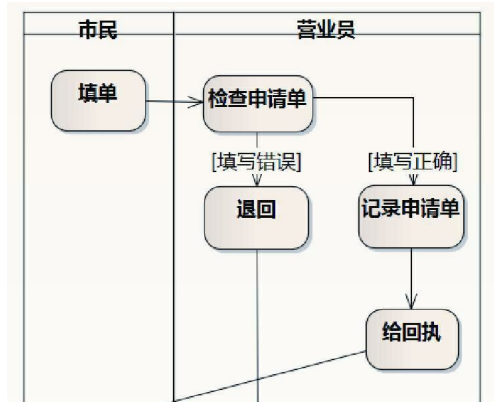 市民
营业员
填单
检查申请单
[填写错误]
[填写正确]
退回
记录申请单
给回执